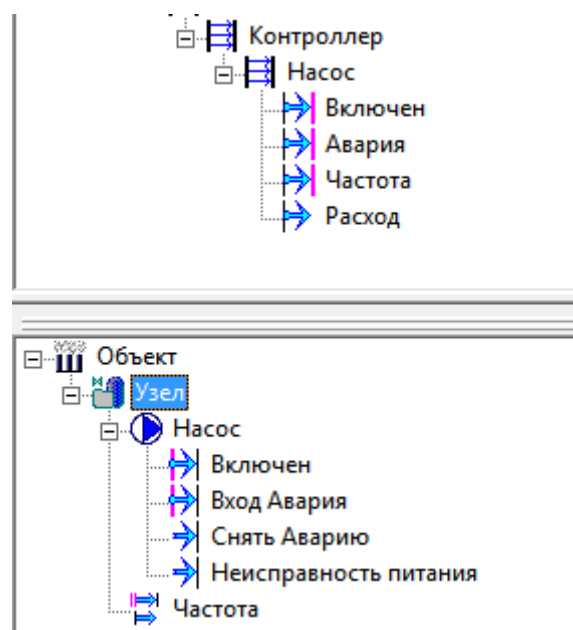 Контроллер
Насос
Включен
Авария
Частота
Расход
Объект
Узел
Насос
Включен
Вход Авария
Снять Аварию
Неисправность питания
Частота